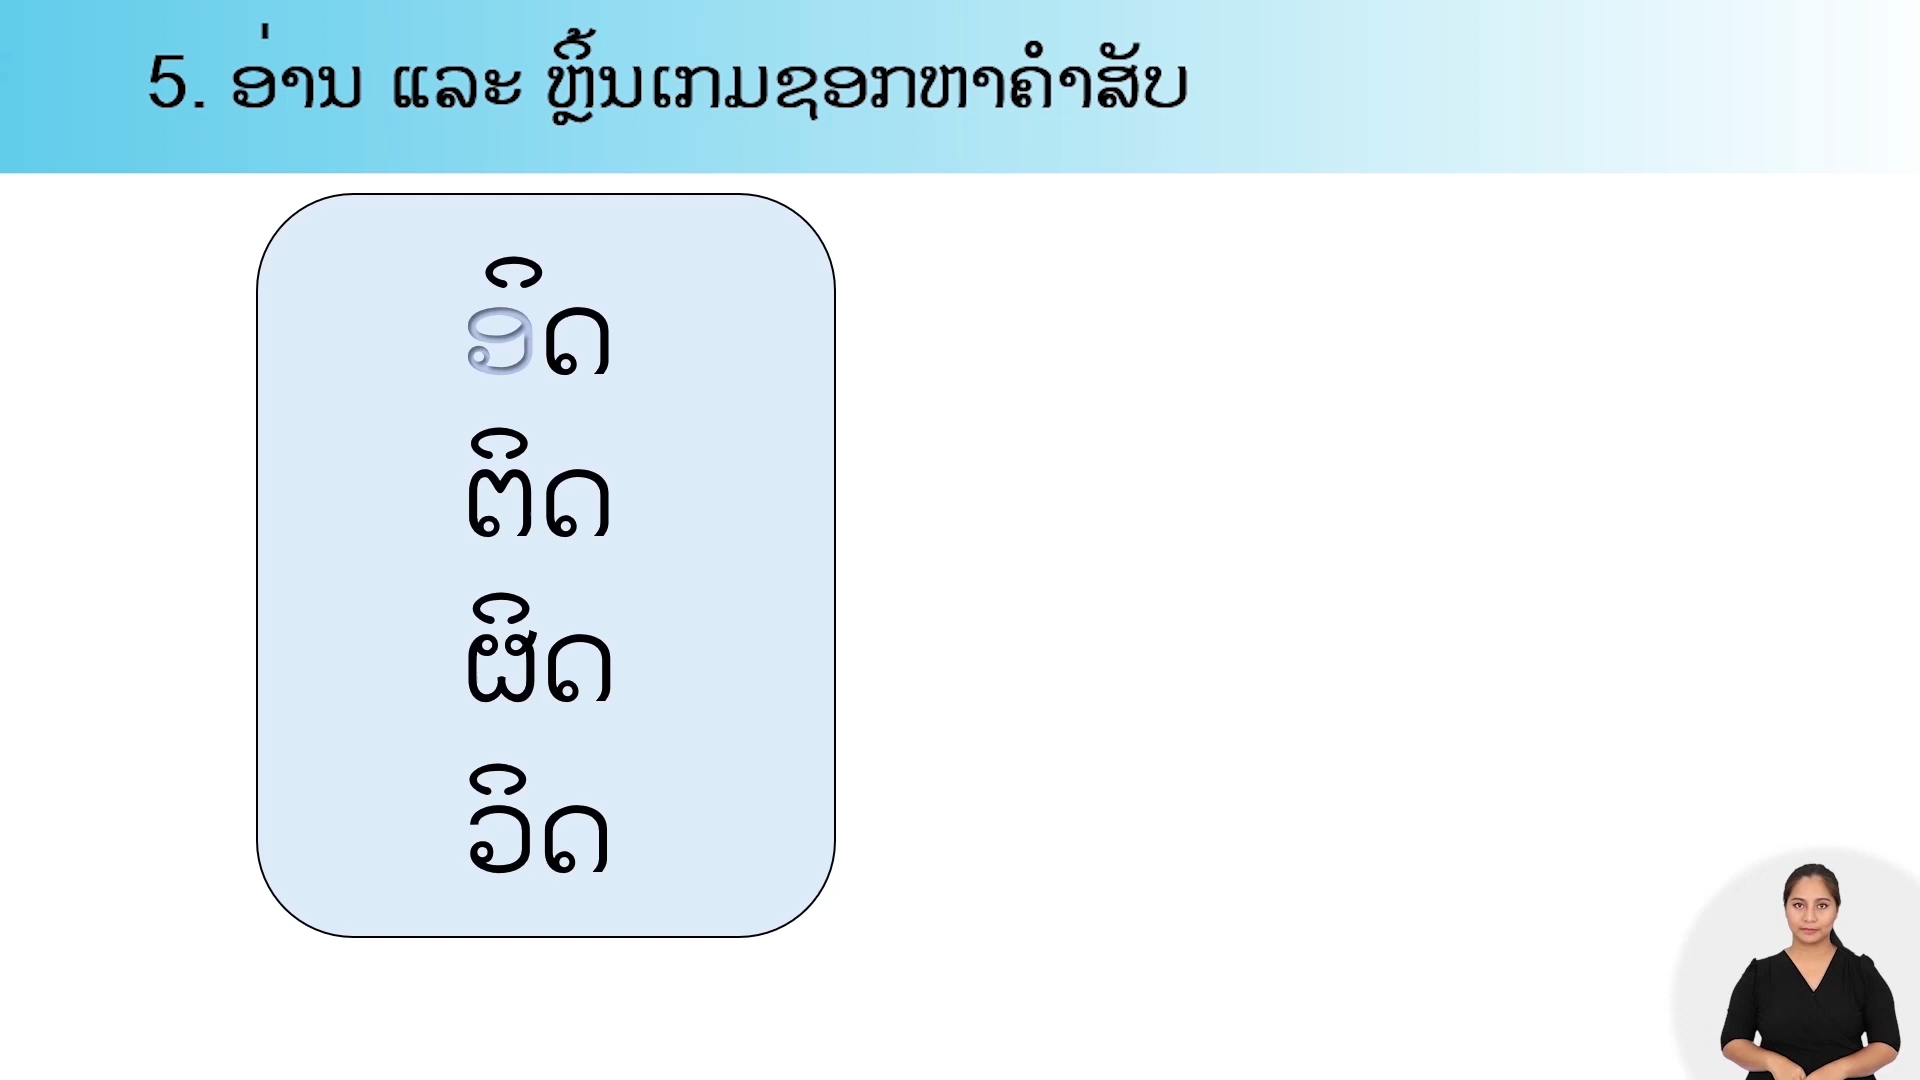 5. ອ່ານ ແລະ ຫຼິ້ນເກມຊອກຫາຄໍາສັບ
ອິດ
ຕິດ
ຜິດ
ວິດ